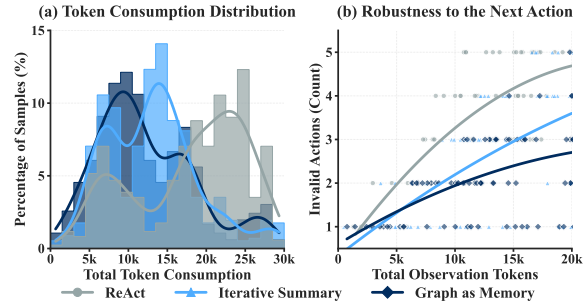 (a) Token Consumption Distribution
Percentage of Samples (%)
15
10
5
0
0
5k
10k
15k
20k
25k
30k
Total Token Consumption
(b) Robustness to the Next Action
Invalid Actions (Count)
5
4
3
2
1
0
5k
10k
15k
20k
Total Observation Tokens
ReAct
Iterative Summary
Graph as Memory